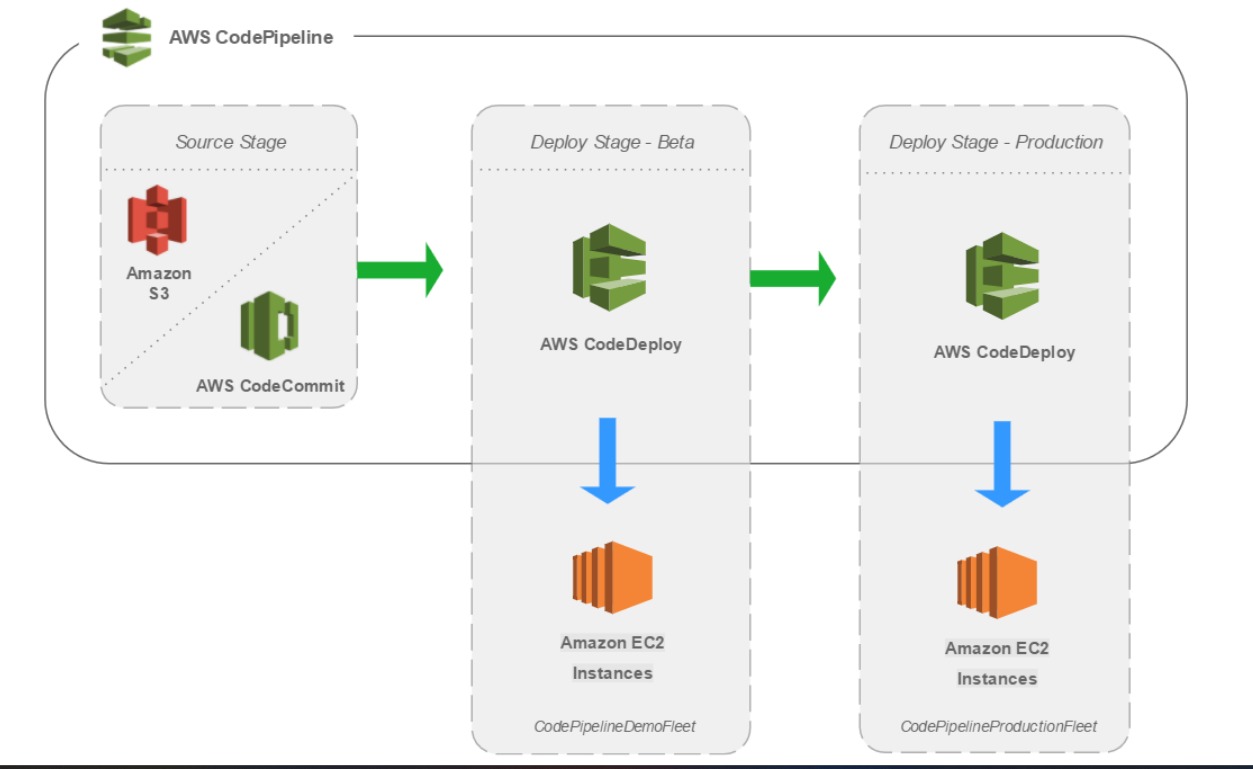 AWS CodePipeline
Source Stage
Amazon
S3
AWS CodeCommit
Deploy Stage - Beta
AWS CodeDeploy
Amazon EC2
Instances
CodePipelineDemoFleet
Deploy Stage - Production
AWS CodeDeploy
Amazon EC2
Instances
CodePipelineProductionFleet